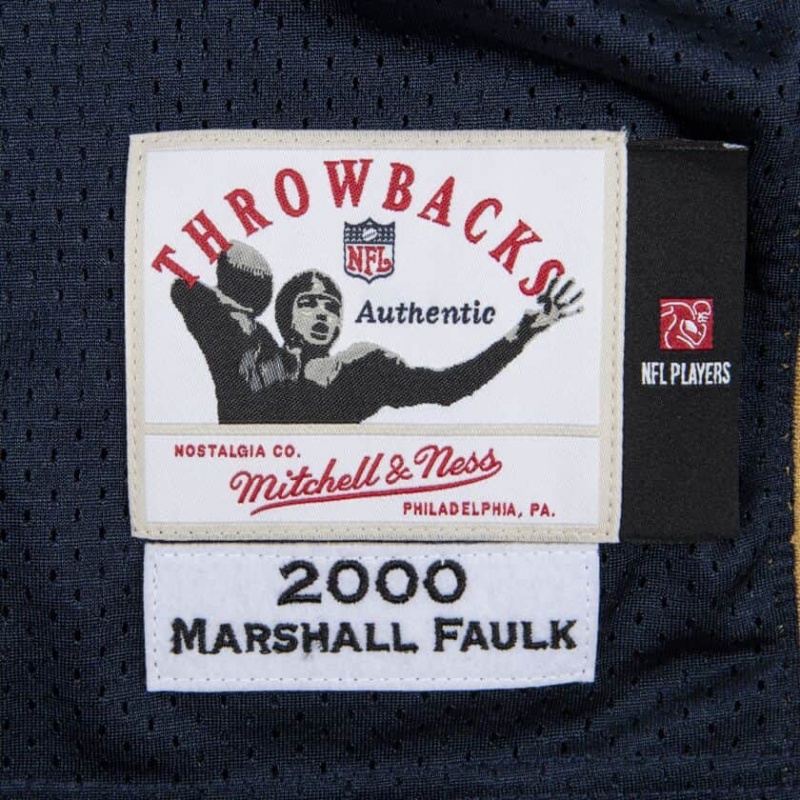 THROWBACKS
NFL
Authentic
NFL PLAYERS
NOSTALGIA CO.
Mitchell & Ness
PHILADELPHIA, PA.
2000
MARSHALL FAULK